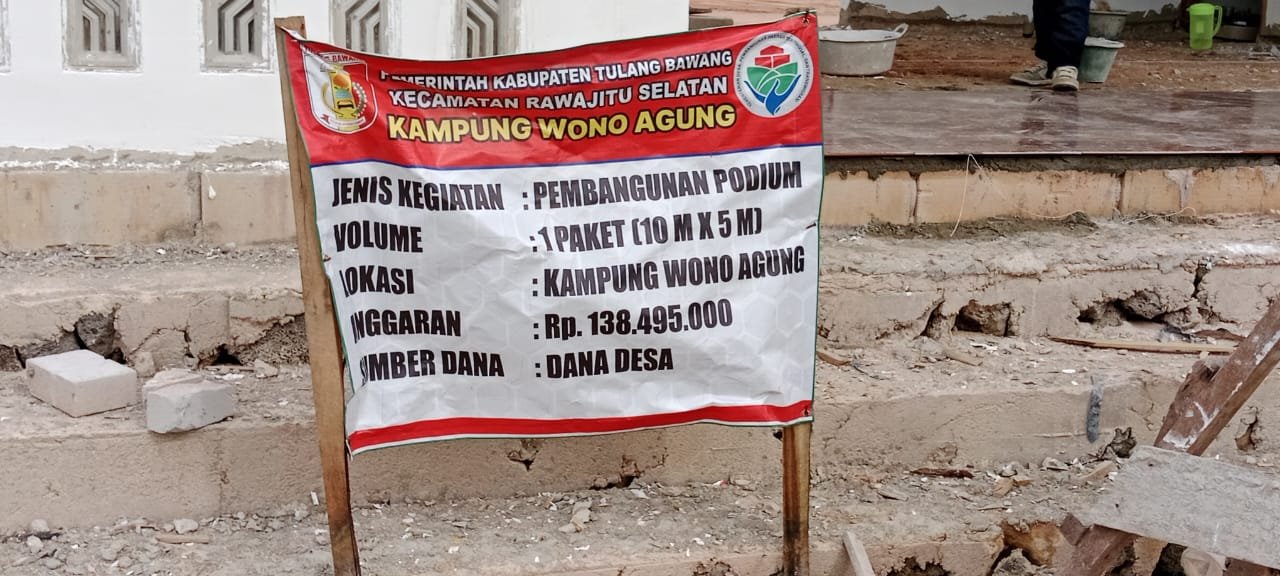 PEMERINTAH KABUPATEN TULANG BAWANG
KECAMATAN RAWAJITU SELATAN
KAMPUNG WONO AGUNG
JENIS KEGIATAN : PEMBANGUNAN PODIUM
VOLUME : 1 PAKET (10 M X 5 M)
LOKASI : KAMPUNG WONO AGUNG
ANGGARAN : Rp. 138.495.000
SUMBER DANA : DANA DESA